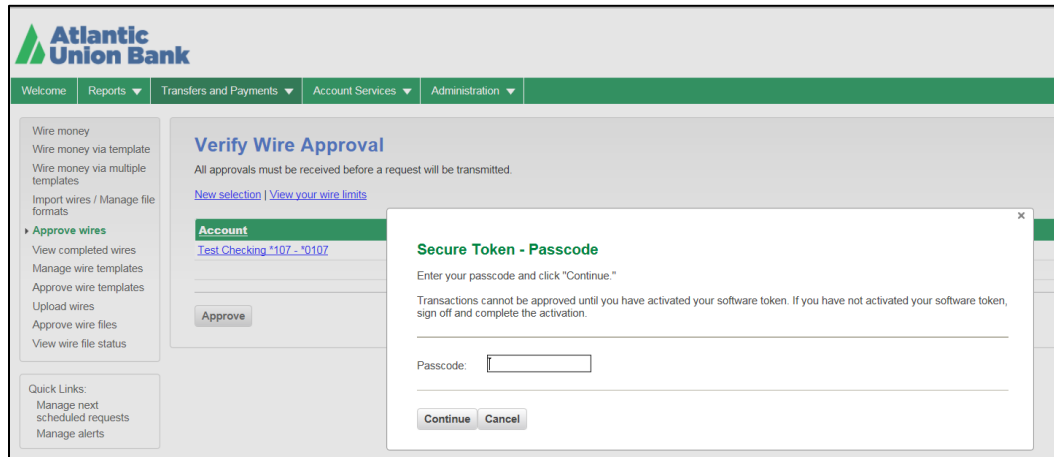 Atlantic
Union Bank
Welcome Reports Transfers and Payments Account Services Administration
Wire money
Wire money via template
Wire money via multiple
templates
Import wires / Manage file
formats
Approve wires
View completed wires
Manage wire templates
Approve wire templates
Upload wires
Approve wire files
View wire file status
Quick Links:
Manage next
scheduled requests
Manage alerts
Verify Wire Approval
All approvals must be received before a request will be transmitted.
New selection | View your wire limits
Account
Test Checking *107 - *0107
Approve
Secure Token - Passcode
Enter your passcode and click "Continue."
Transactions cannot be approved until you have activated your software token. If you have not activated your software token,
sign off and complete the activation.
Passcode:
Continue Cancel